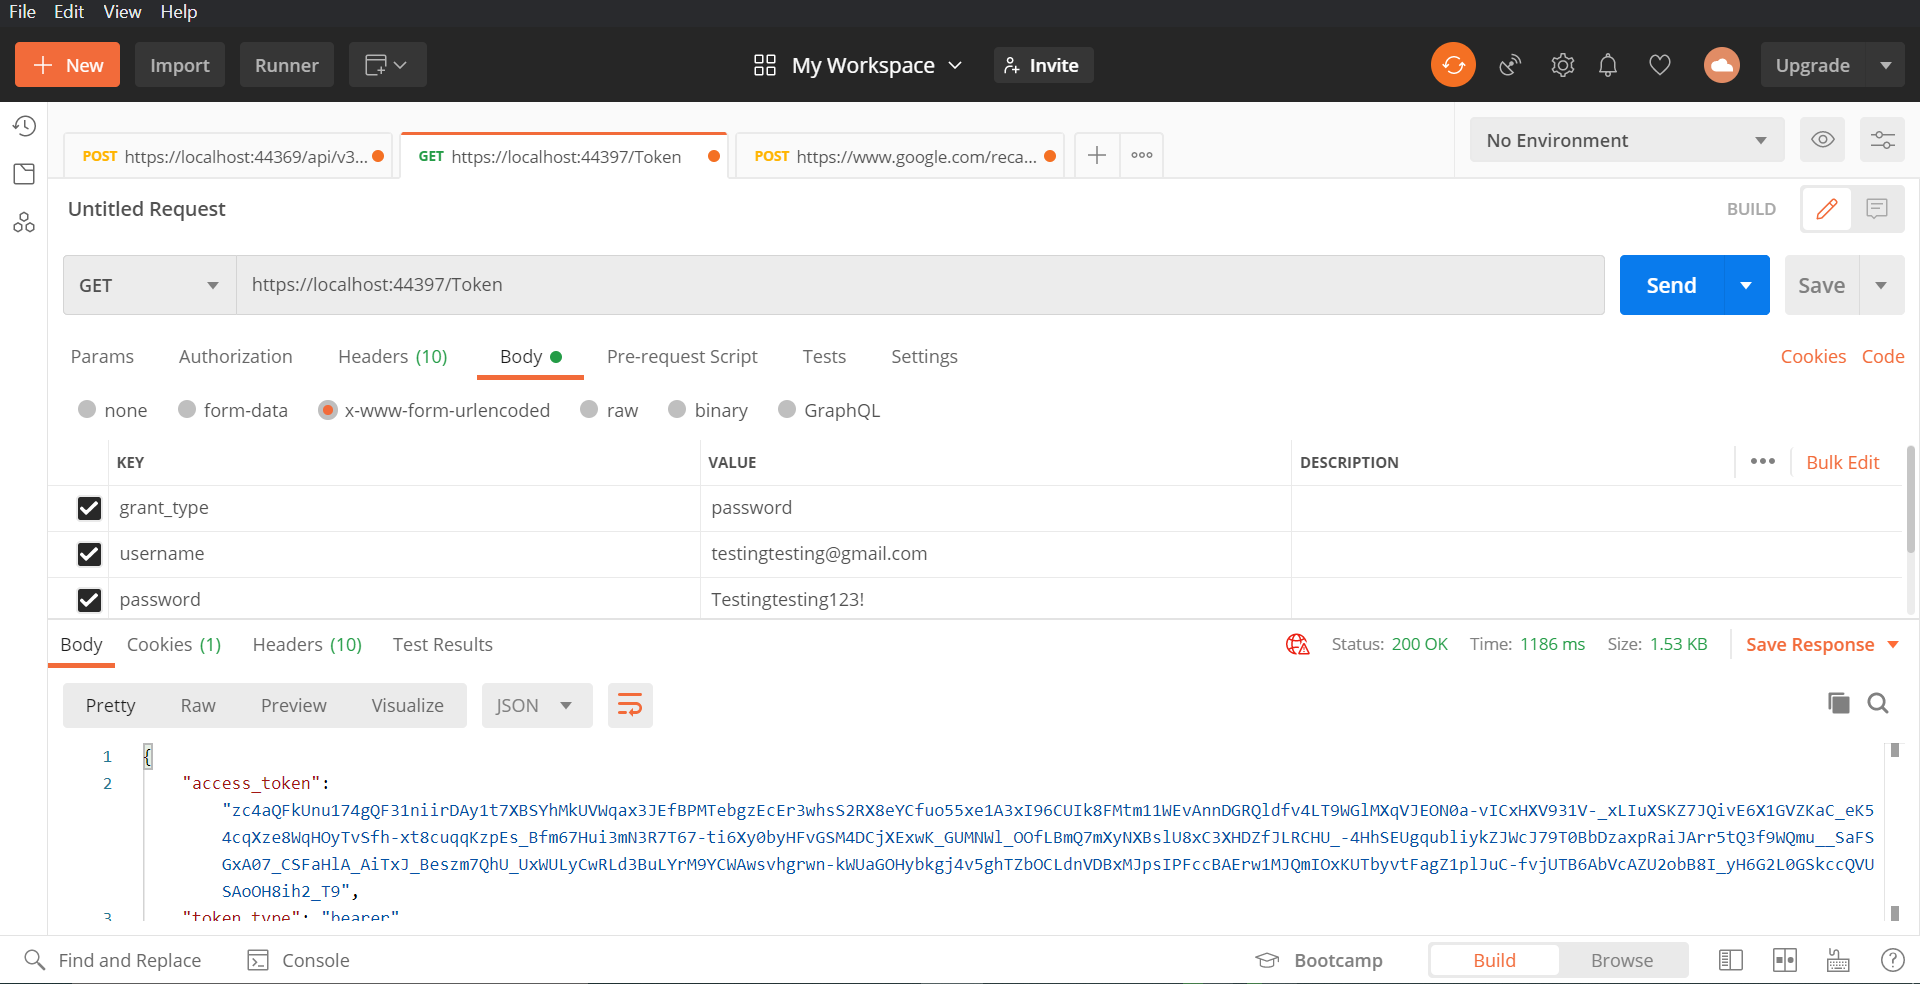 File Edit View Help
New Import Runner My Workspace Invite Upgrade
POST https://localhost:44369/api/v3... GET https://localhost:44397/Token POST https://www.google.com/reca... No Environment
Untitled Request BUILD
GET https://localhost:44397/Token Send Save
Params Authorization Headers (10) Body Pre-request Script Tests Settings Cookies Code
none form-data x-www-form-urlencoded raw binary GraphQL
KEY VALUE DESCRIPTION Bulk Edit
grant_type password
username testingtesting@gmail.com
password Testingtesting123!
Body Cookies (1) Headers (10) Test Results Status: 200 OK Time: 1186 ms Size: 1.53 KB Save Response
Pretty Raw Preview Visualize JSON
1 {
2 "access_token":
"zc4aQFkUnu174gQF31niirDAy1t7XBSYhMkUVWqax3JEfBPMTebgzEcEr3whsS2RX8eYCfuo55xe1A3xI96CUIk8FMtm11WEvAnnDGRQldfv4LT9WGlMXqVJEON0a-vICxHXV931V-_xLIuXSKZ7JQivE6X1GVZKaC_eK5
4cqXze8WqHOyTvSfh-xt8cuqqKzpEs_Bfm67Hui3mN3R7T67-ti6Xy0byHFvGSM4DCjXExwK_GUMNWl_OOfLBmQ7mXyNXBslU8xC3XHDZfJLRCHU_-4HhSEUgqubliykZJWcJ79T0BbDzaxpRaiJArr5tQ3f9WQmu__SaFS
GxA07_CSFaHlA_AiTxJ_Beszm7QhU_UxWULyCwRLd3BuLYrM9YCWAwsvhgrwn-kWUaGOHybkgj4v5ghTZbOCLdnVDBxMJpsIPFccBAErw1MJQmIOxKUTbyvtFagZ1plJuC-fvjUTB6AbVcAZU2obB8I_yH6G2L0GSkccQVU
SAoOH8ih2_T9",
3 "token_type": "bearer"
Find and Replace Console Bootcamp Build Browse